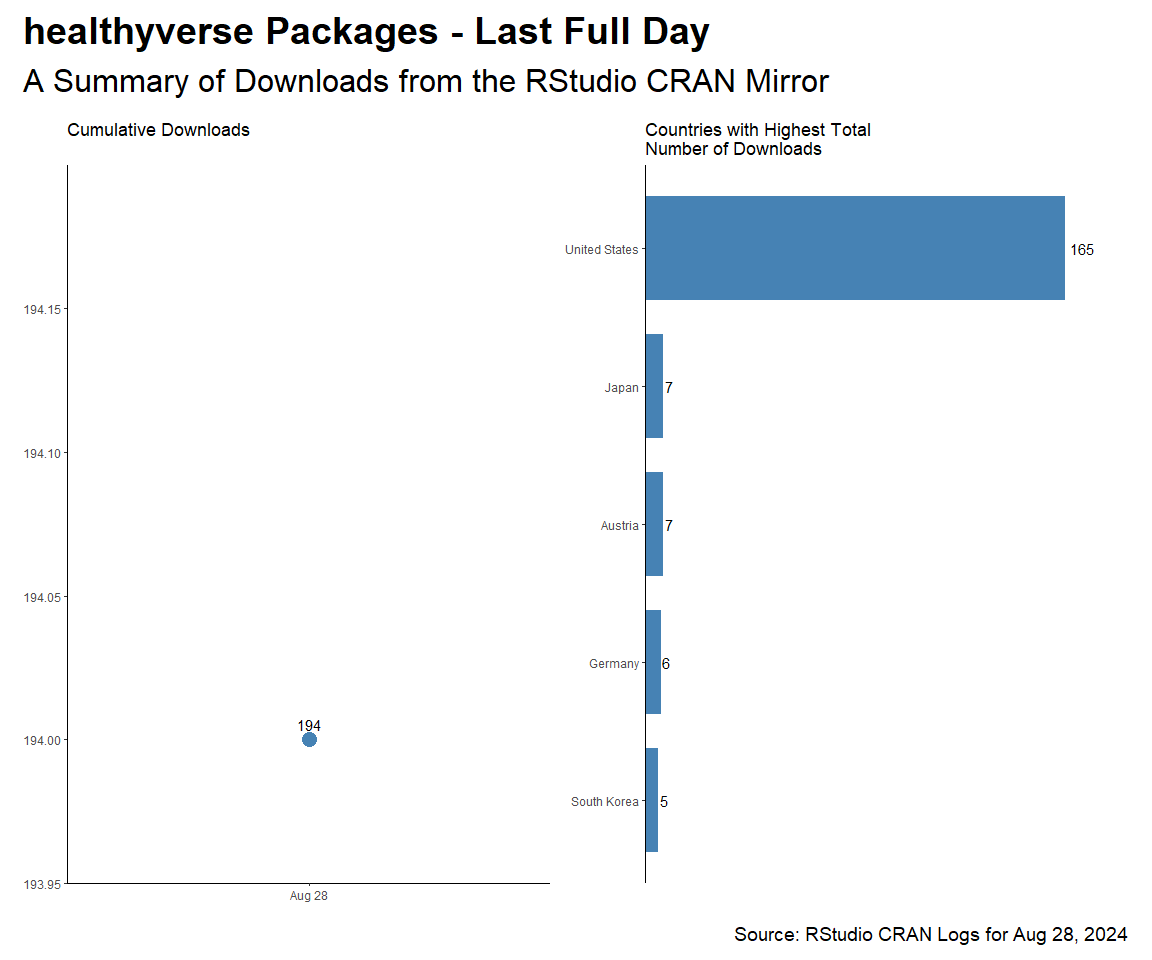 healthyverse Packages - Last Full Day
A Summary of Downloads from the RStudio CRAN Mirror
Cumulative Downloads
194.15
194.10
194.05
194.00
193.95
194
Aug 28
Countries with Highest Total
Number of Downloads
United States 165
Japan 7
Austria 7
Germany 6
South Korea 5
Source: RStudio CRAN Logs for Aug 28, 2024